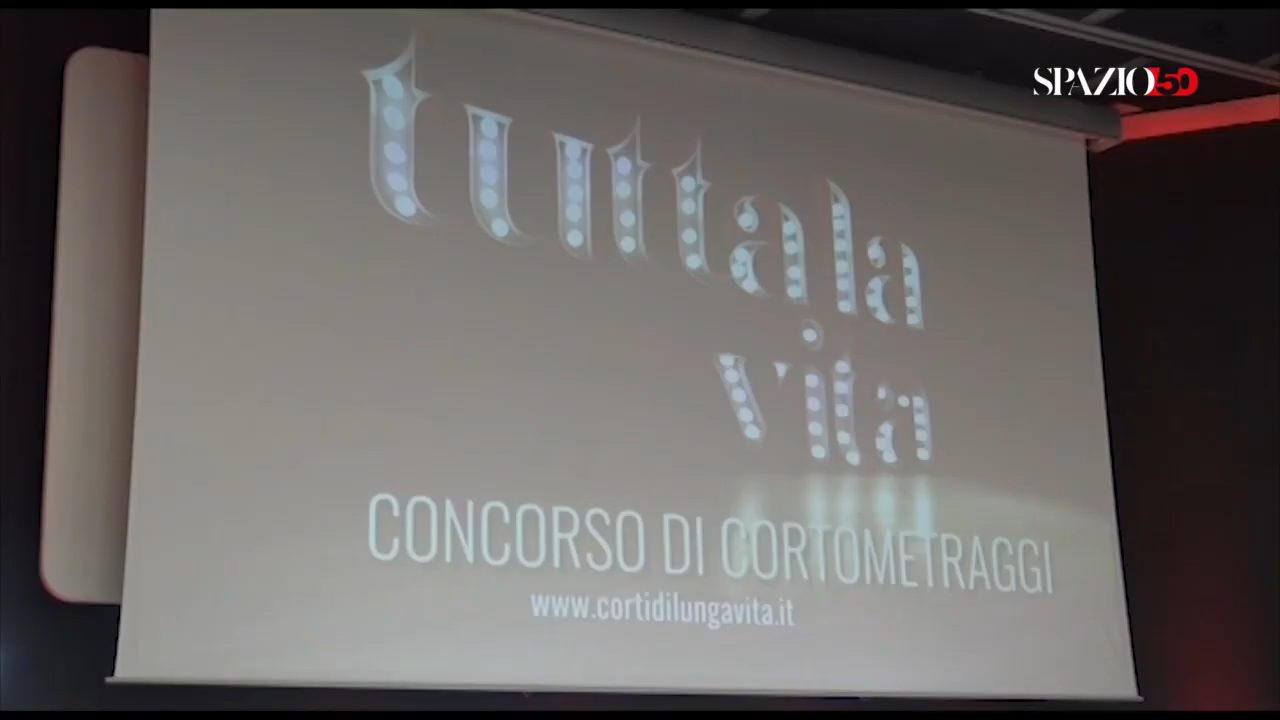 SPAZIO50
tutta la
vita
CONCORSO DI CORTOMETRAGGI
www.cortidilungavita.it